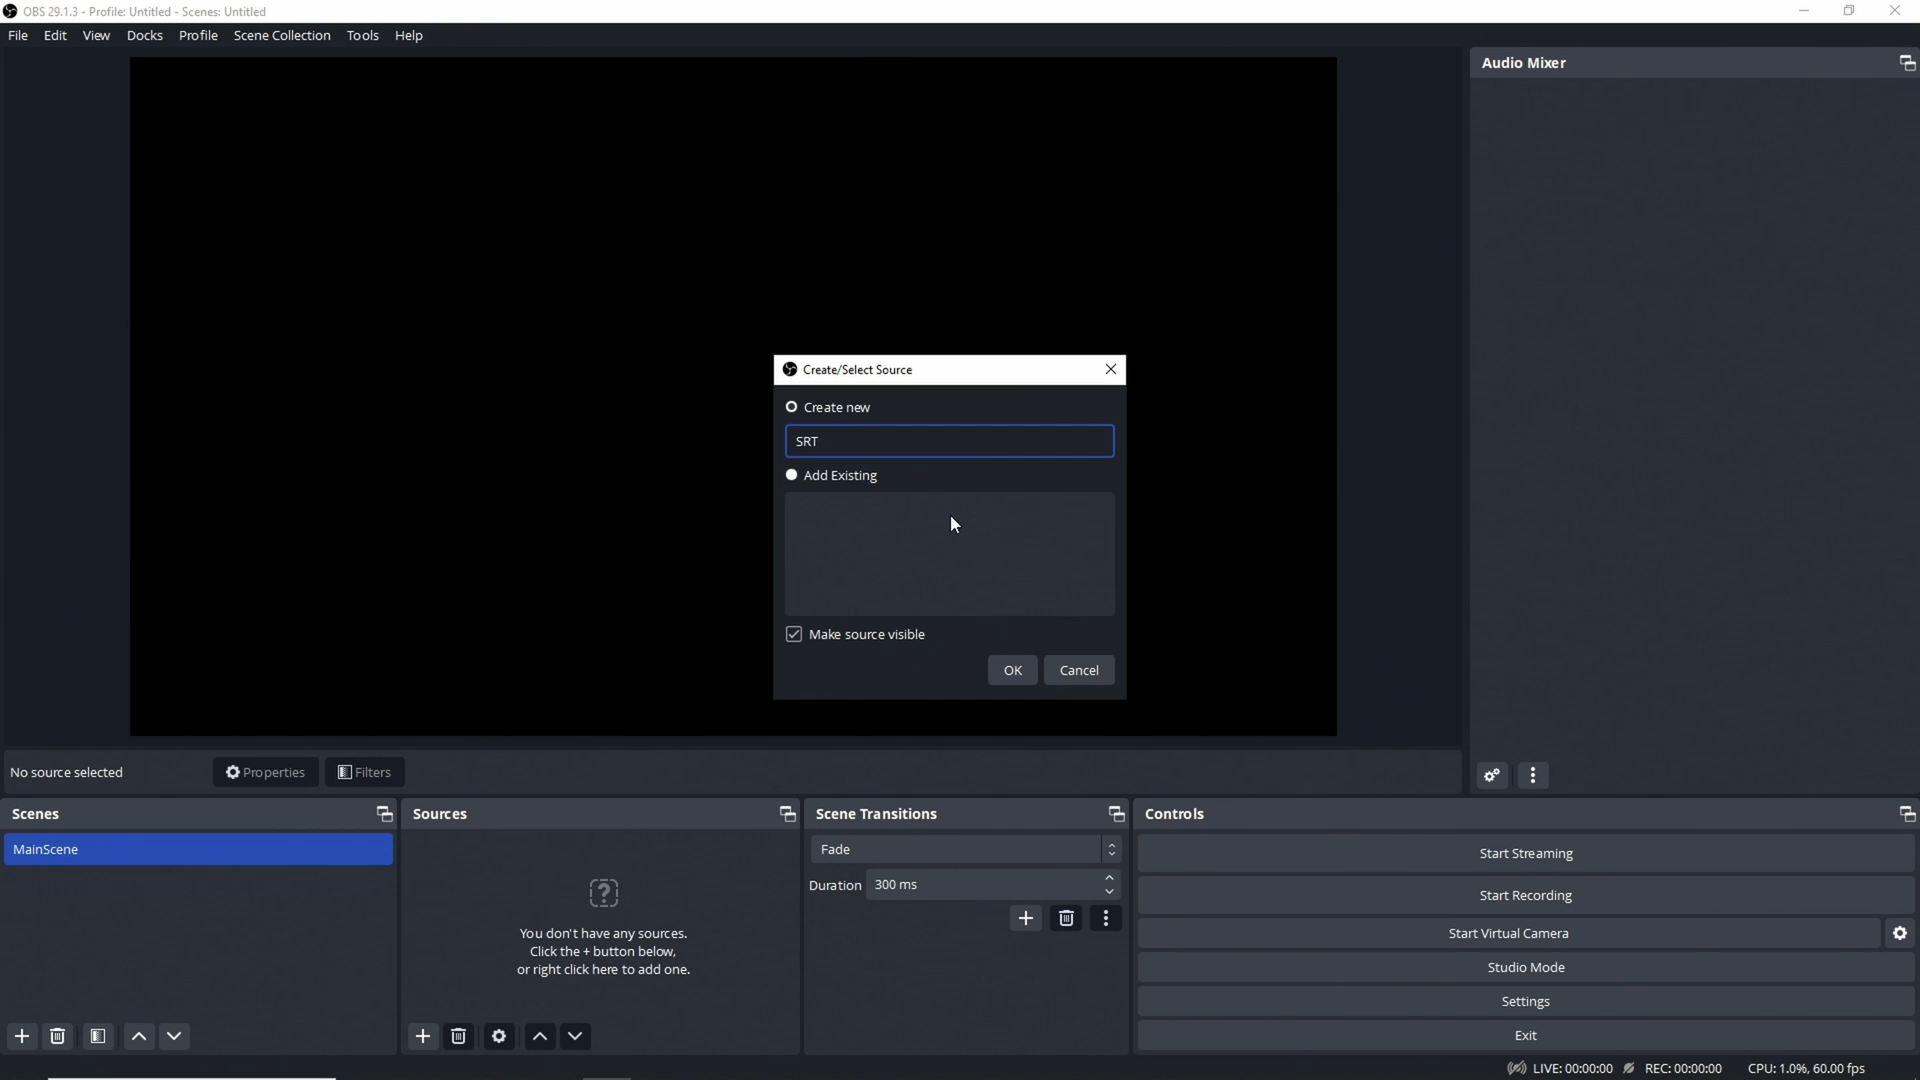 OBS 29.1.3 - Profile: Untitled - Scenes: Untitled
File Edit View Docks Profile Scene Collection Tools Help
Audio Mixer
Create/Select Source
Create new
SRT
Add Existing
Make source visible
OK Cancel
No source selected Properties Filters
Scenes
MainScene
Sources
You don't have any sources.
Click the + button below,
or right click here to add one.
Scene Transitions
Fade
Duration 300 ms
Controls
Start Streaming
Start Recording
Start Virtual Camera
Studio Mode
Settings
Exit
LIVE: 00:00:00 REC: 00:00:00 CPU: 1.0%, 60.00 fps